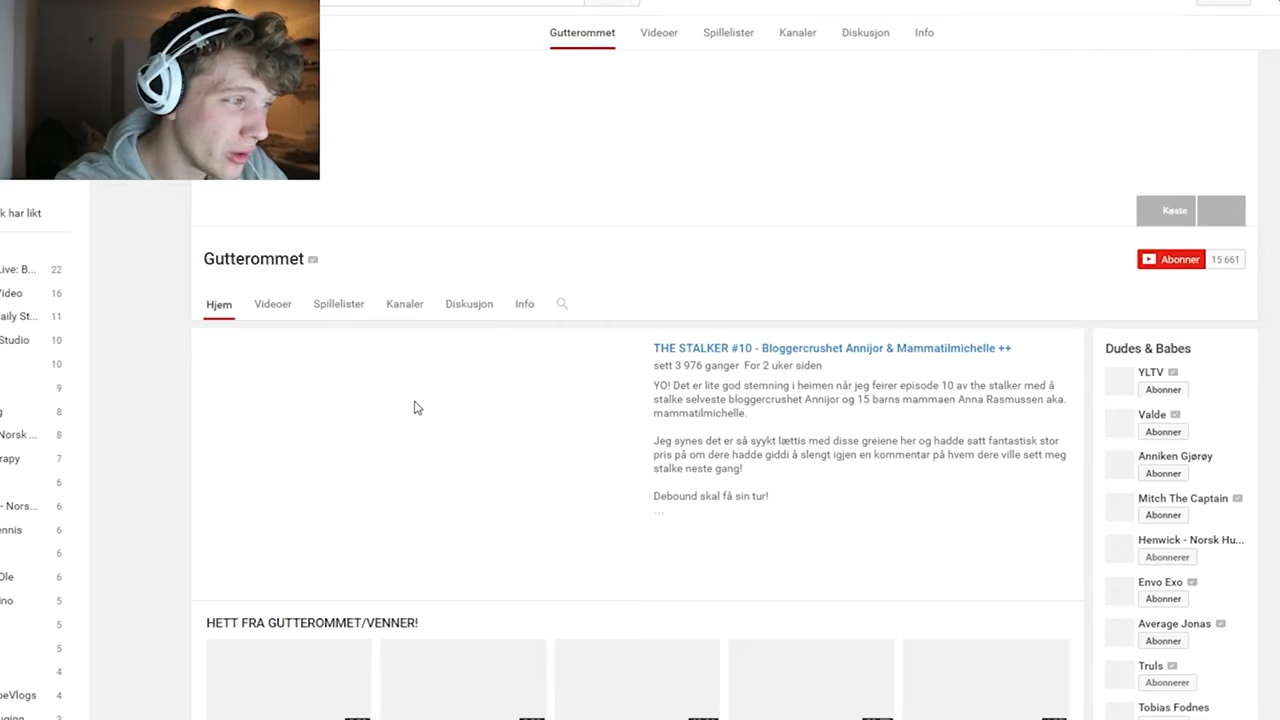 Gutterommet Videoer Spillelister Kanaler Diskusjon Info
k har likt
Køste
Live: B... 22
Video 16
aily St... 11
Studio 10
10
9
g 8
Norsk ... 8
rapy 7
6
- Nors... 6
ennis 6
6
Ole 6
ino 5
5
5
4
beVlogs 4
Gutterommet
Abonner 15 661
Hjem Videoer Spillelister Kanaler Diskusjon Info
THE STALKER #10 - Bloggercrushet Annijor & Mammatilmichelle ++
sett 3 976 ganger For 2 uker siden
YO! Det er lite god stemning i heimen når jeg feirer episode 10 av the stalker med å
stalke selveste bloggercrushet Annijor og 15 barns mammaen Anna Rasmussen aka.
mammatilmichelle.
Jeg synes det er så syykt lættis med disse greiene her og hadde satt fantastisk stor
pris på om dere hadde giddi å slengt igjen en kommentar på hvem dere ville sett meg
stalke neste gang!
Debound skal få sin tur!
...
HETT FRA GUTTEROMMET/VENNER!
Dudes & Babes
YLTV
Abonner
Valde
Abonner
Anniken Gjørøy
Abonner
Mitch The Captain
Abonner
Henwick - Norsk Hu...
Abonnerer
Envo Exo
Abonner
Average Jonas
Abonner
Truls
Abonnerer
Tobias Fodnes